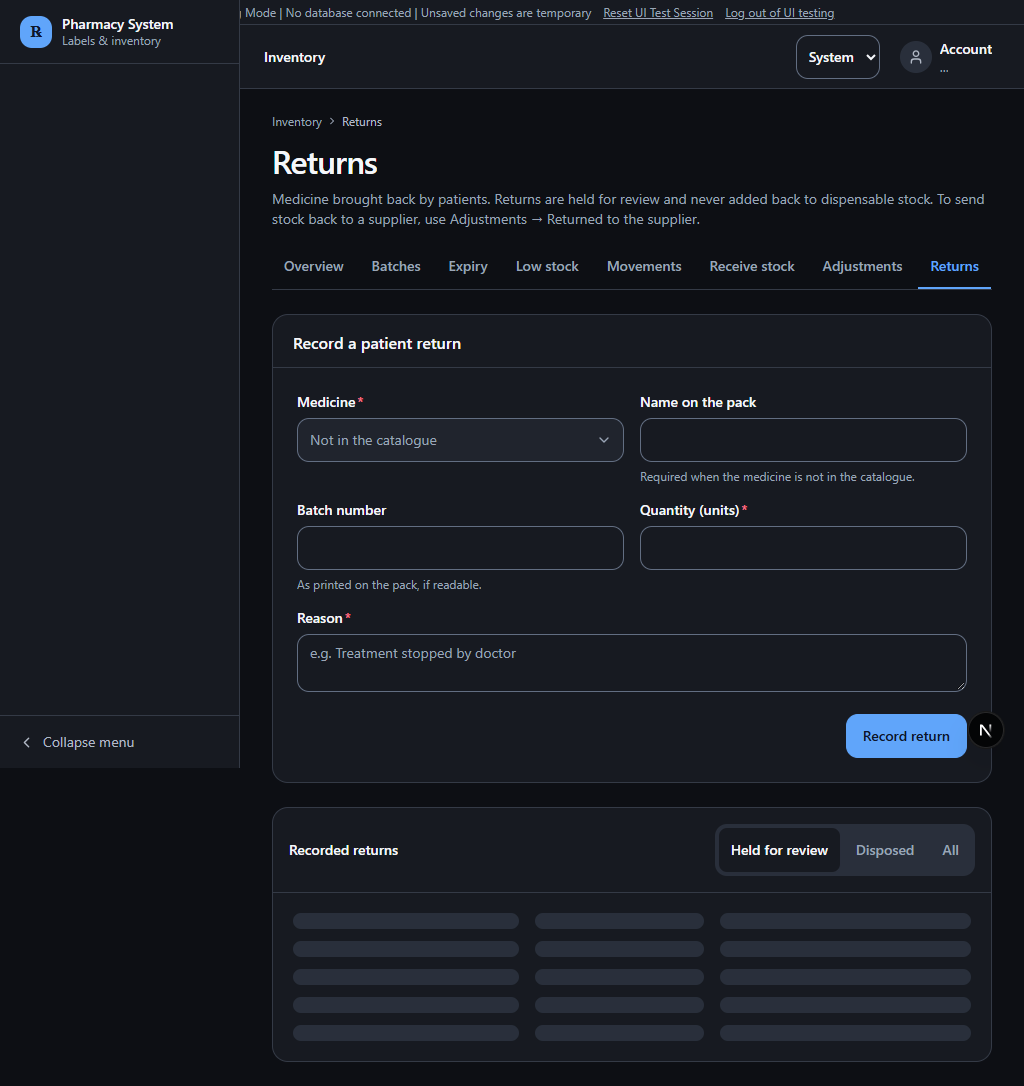 ℞
Pharmacy System
Labels & inventory
Mode | No database connected | Unsaved changes are temporary Reset UI Test Session Log out of UI testing
Inventory
System
Account
...
Inventory > Returns
Returns
Medicine brought back by patients. Returns are held for review and never added back to dispensable stock. To send
stock back to a supplier, use Adjustments → Returned to the supplier.
Overview Batches Expiry Low stock Movements Receive stock Adjustments Returns
Record a patient return
Medicine* Name on the pack
Not in the catalogue
Required when the medicine is not in the catalogue.
Batch number Quantity (units)*
As printed on the pack, if readable.
Reason*
e.g. Treatment stopped by doctor
Record return
N
Collapse menu
Recorded returns
Held for review Disposed All